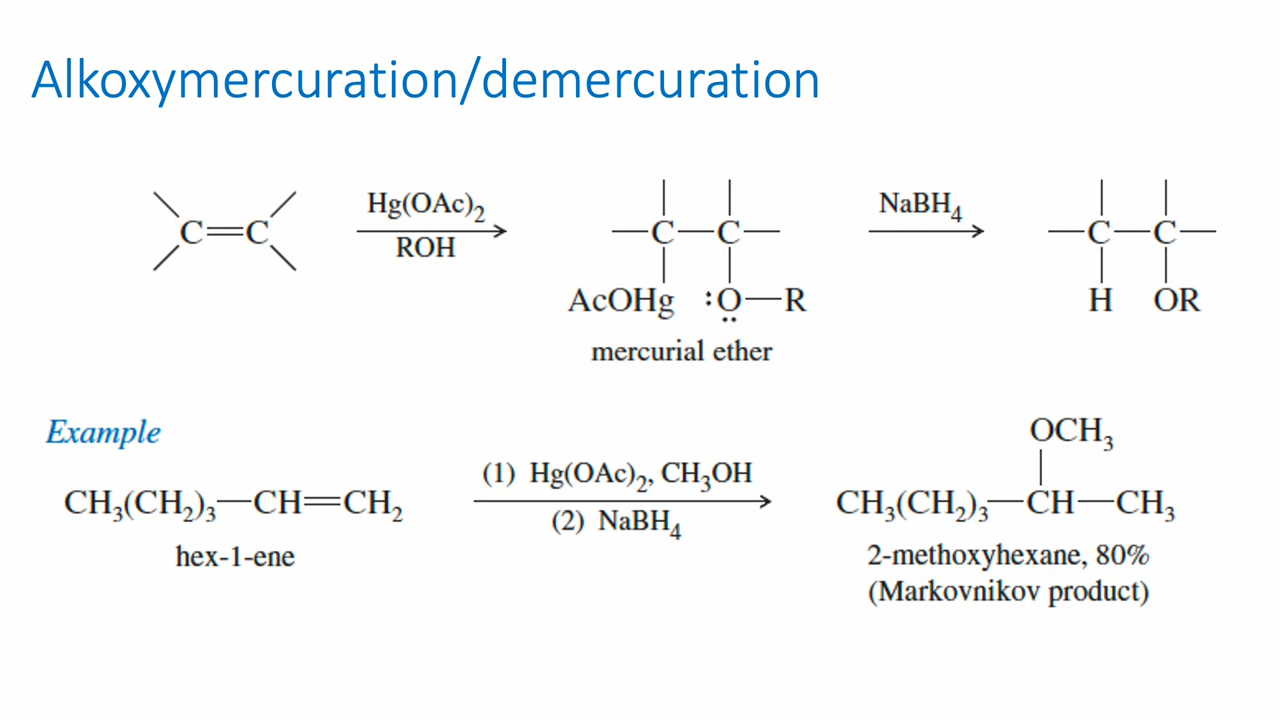 Alkoxymercuration/demercuration
C=C
Hg(OAc)₂
ROH
—C—C—
AcOHg :O—R
mercurial ether
NaBH₄
—C—C—
H OR
Example
CH₃(CH₂)₃—CH=CH₂
hex-1-ene
(1) Hg(OAc)₂, CH₃OH
(2) NaBH₄
OCH₃
CH₃(CH₂)₃—CH—CH₃
2-methoxyhexane, 80%
(Markovnikov product)